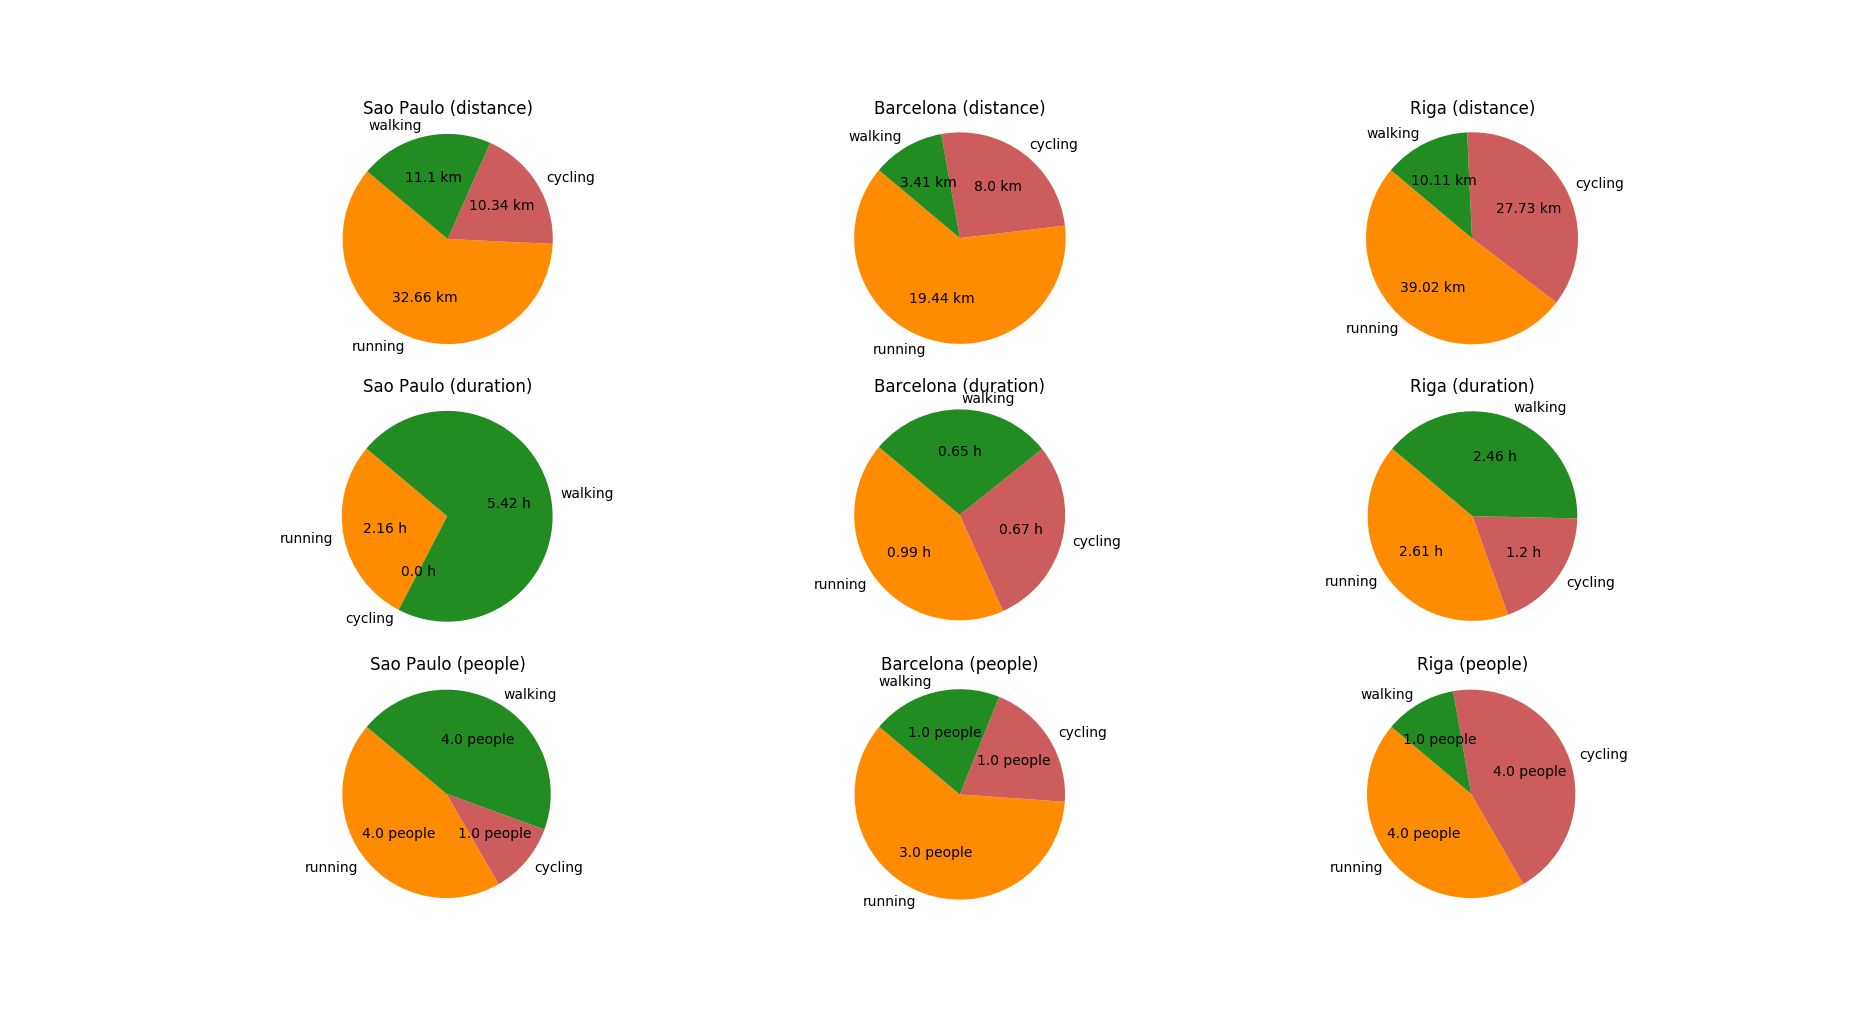 Sao Paulo (distance)
walking
11.1 km
cycling
10.34 km
32.66 km
running
Barcelona (distance)
walking
cycling
3.41 km
8.0 km
19.44 km
running
Riga (distance)
walking
10.11 km
cycling
27.73 km
39.02 km
running
Sao Paulo (duration)
5.42 h
walking
2.16 h
running
0.0 h
cycling
Barcelona (duration)
walking
0.65 h
0.67 h
cycling
0.99 h
running
Riga (duration)
walking
2.46 h
2.61 h
1.2 h
running
cycling
Sao Paulo (people)
walking
4.0 people
4.0 people
1.0 people
running
cycling
Barcelona (people)
walking
1.0 people
cycling
1.0 people
3.0 people
running
Riga (people)
walking
1.0 people
cycling
4.0 people
4.0 people
running